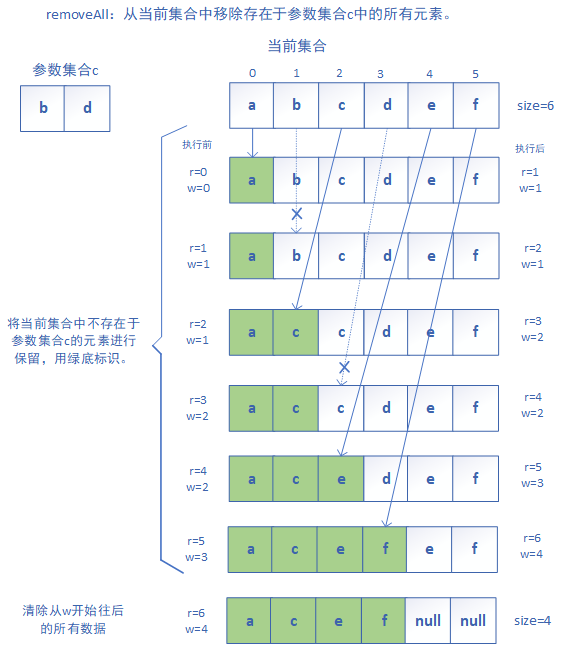 removeAll：从当前集合中移除存在于参数集合c中的所有元素。
当前集合
参数集合c
b d
0 1 2 3 4 5
a b c d e f
size=6
执行前
执行后
r=0
w=0
a b c d e f
r=1
w=1
r=1
w=1
a b c d e f
r=2
w=1
将当前集合中不存在于
参数集合c的元素进行
保留，用绿底标识。
r=2
w=1
a c c d e f
r=3
w=2
r=3
w=2
a c c d e f
r=4
w=2
r=4
w=2
a c e d e f
r=5
w=3
r=5
w=3
a c e f e f
r=6
w=4
清除从w开始往后
的所有数据
r=6
w=4
a c e f null null
size=4